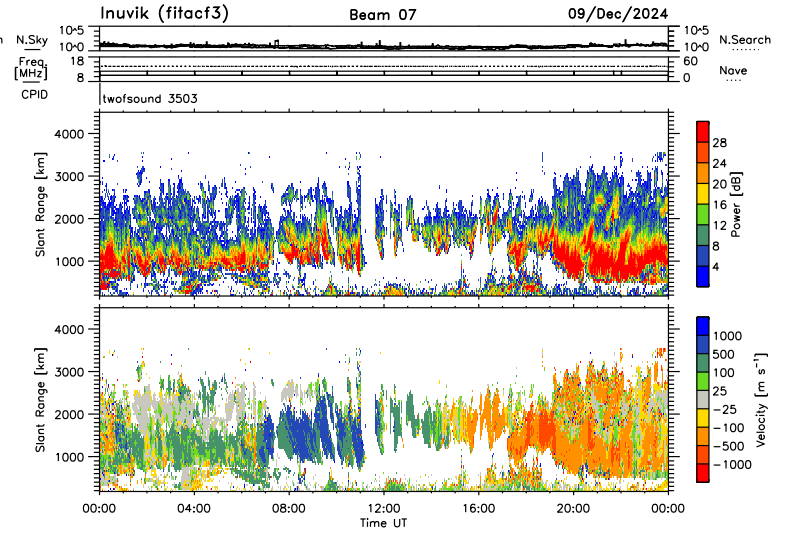 Inuvik (fitacf3) Beam 07 09/Dec/2024
N.Sky 10^5 10^0 10^5 10^0 N.Search
Freq. [MHz] 18 8 60 0 Nave
CPID twofsound 3503
Slant Range [km] 4000 3000 2000 1000
Power [dB] 28 24 20 16 12 8 4
Slant Range [km] 4000 3000 2000 1000
Velocity [m s⁻¹] 1000 500 100 25 -25 -100 -500 -1000
00:00 04:00 08:00 12:00 16:00 20:00 00:00
Time UT